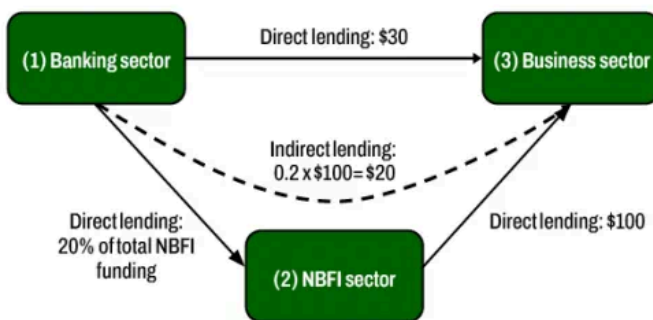 Direct lending: $30
(1) Banking sector
(3) Business sector
Indirect lending:
0.2 x $100= $20
Direct lending:
20% of total NBFI
funding
Direct lending: $100
(2) NBFI sector